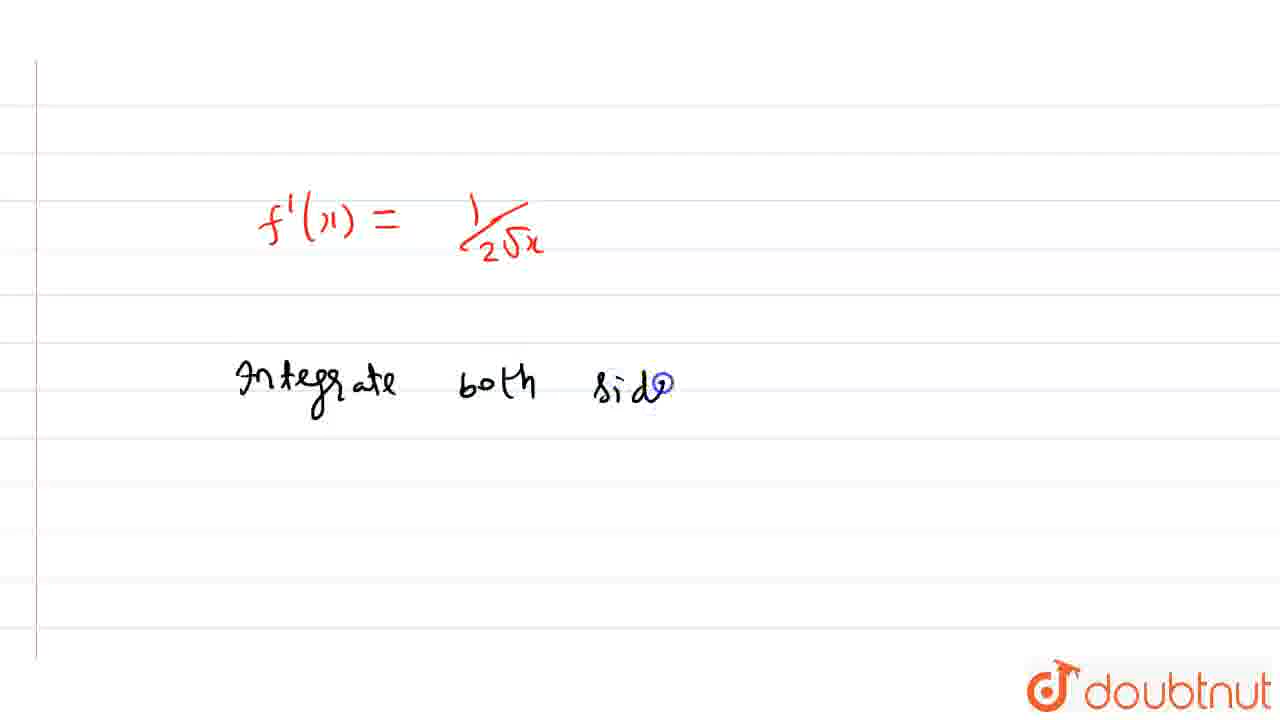 f'(x) = 1/2√x
Integrate both side
doubtnut